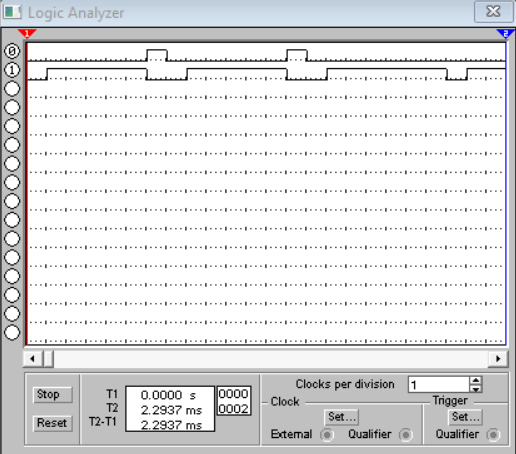 Logic Analyzer
1 2
0
1
Stop
Reset
T1 0.0000 s 0000
T2 2.2937 ms 0002
T2-T1 2.2937 ms
Clocks per division 1
Clock
Set...
External Qualifier
Trigger
Set...
Qualifier